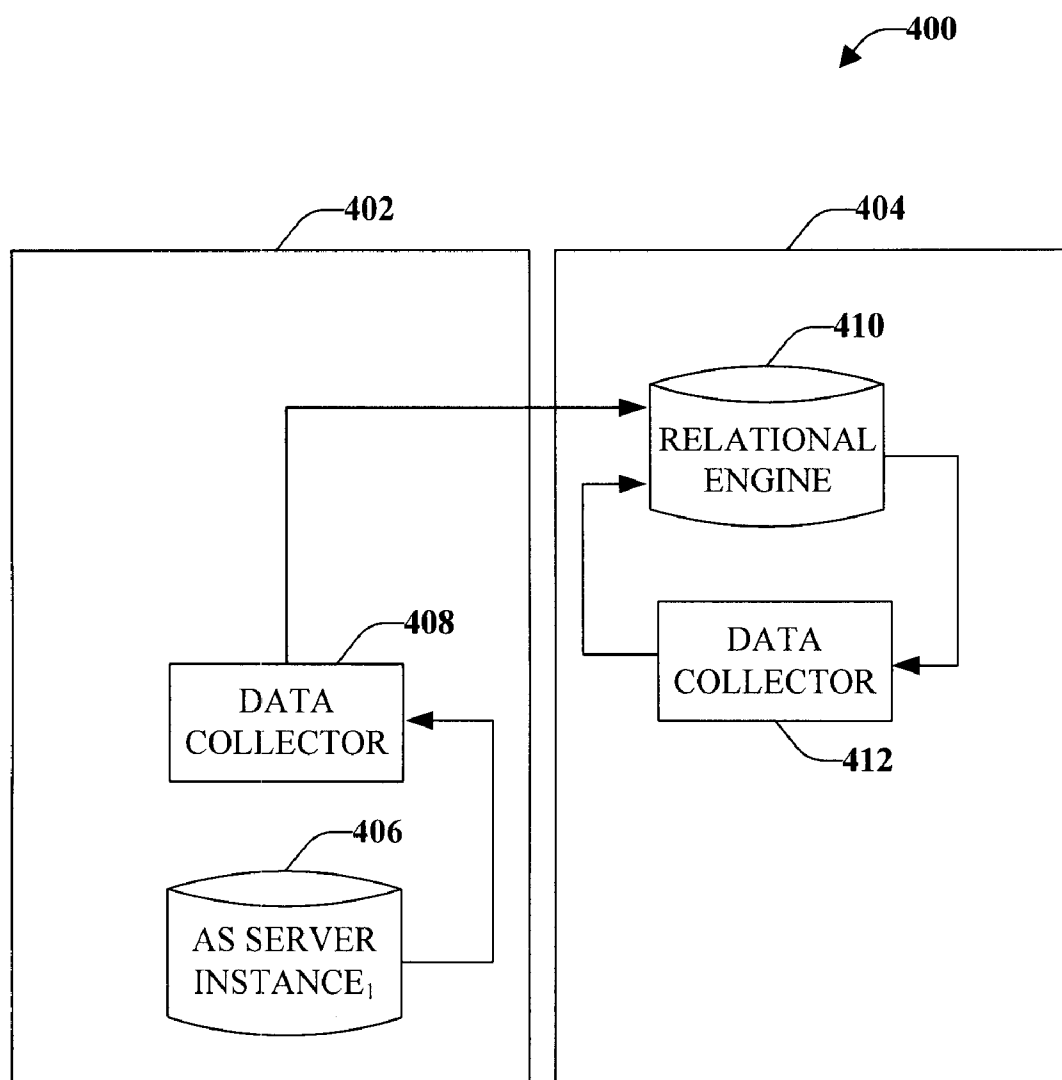 400
402
404
410
RELATIONAL
ENGINE
408
DATA
COLLECTOR
DATA
COLLECTOR
412
406
AS SERVER
INSTANCE₁